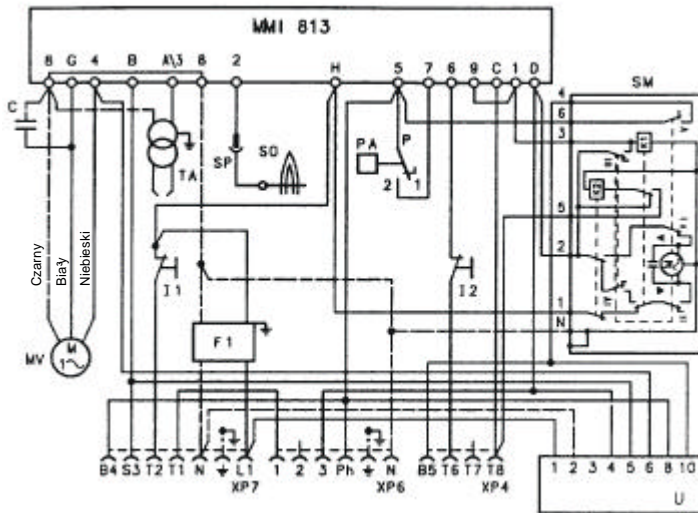 MMI 813
8 G 4 B A\3 8 2 H 5 7 6 9 C 1 D
SM
4
6
3
5
2
1
N
C
TA
SP
SO
PA
P
2 1
K1
K2
Czarny
Biały
Niebieski
I1
I2
F1
MV
M
1~
B4 S3 T2 T1 N L1 1 2 3 Ph N B5 T6 T7 T8
XP7 XP6 XP4
1 2 3 4 5 6 8 10
U